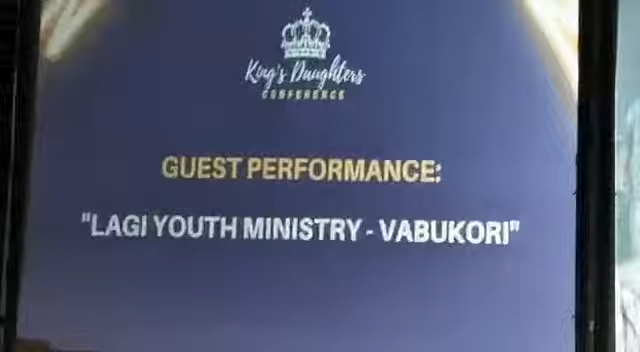 King's Daughters
CONFERENCE
GUEST PERFORMANCE:
"LAGI YOUTH MINISTRY - VABUKORI"